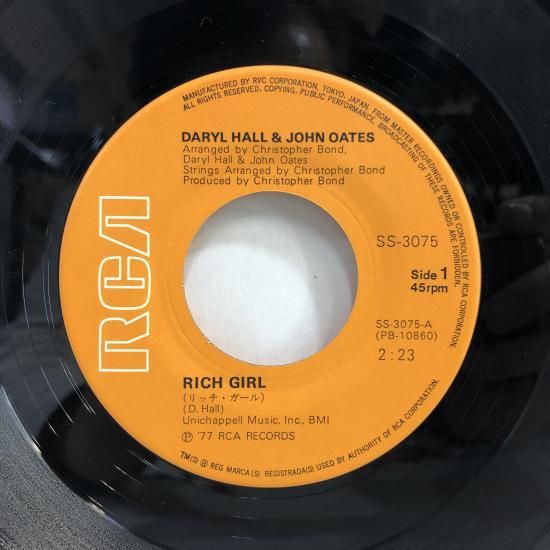 MANUFACTURED BY RVC CORPORATION, TOKYO, JAPAN. FROM MASTER RECORDINGS OWNED OR CONTROLLED BY RCA CORPORATION.
ALL RIGHTS RESERVED. COPYING, PUBLIC PERFORMANCE, BROADCASTING OF THESE RECORDS ARE FORBIDDEN.
DARYL HALL & JOHN OATES
Arranged by Christopher Bond,
Daryl Hall & John Oates
Strings Arranged by Christopher Bond
Produced by Christopher Bond
RCA
SS-3075
Side 1
45rpm
SS-3075-A
(PB-10860)
2:23
RICH GIRL
(リッチ・ガール)
(D. Hall)
Unichappell Music, Inc., BMI
Ⓟ '77 RCA RECORDS
TM(S) ® REG MARCA(S) REGISTRADA(S) USED BY AUTHORITY OF RCA CORPORATION.